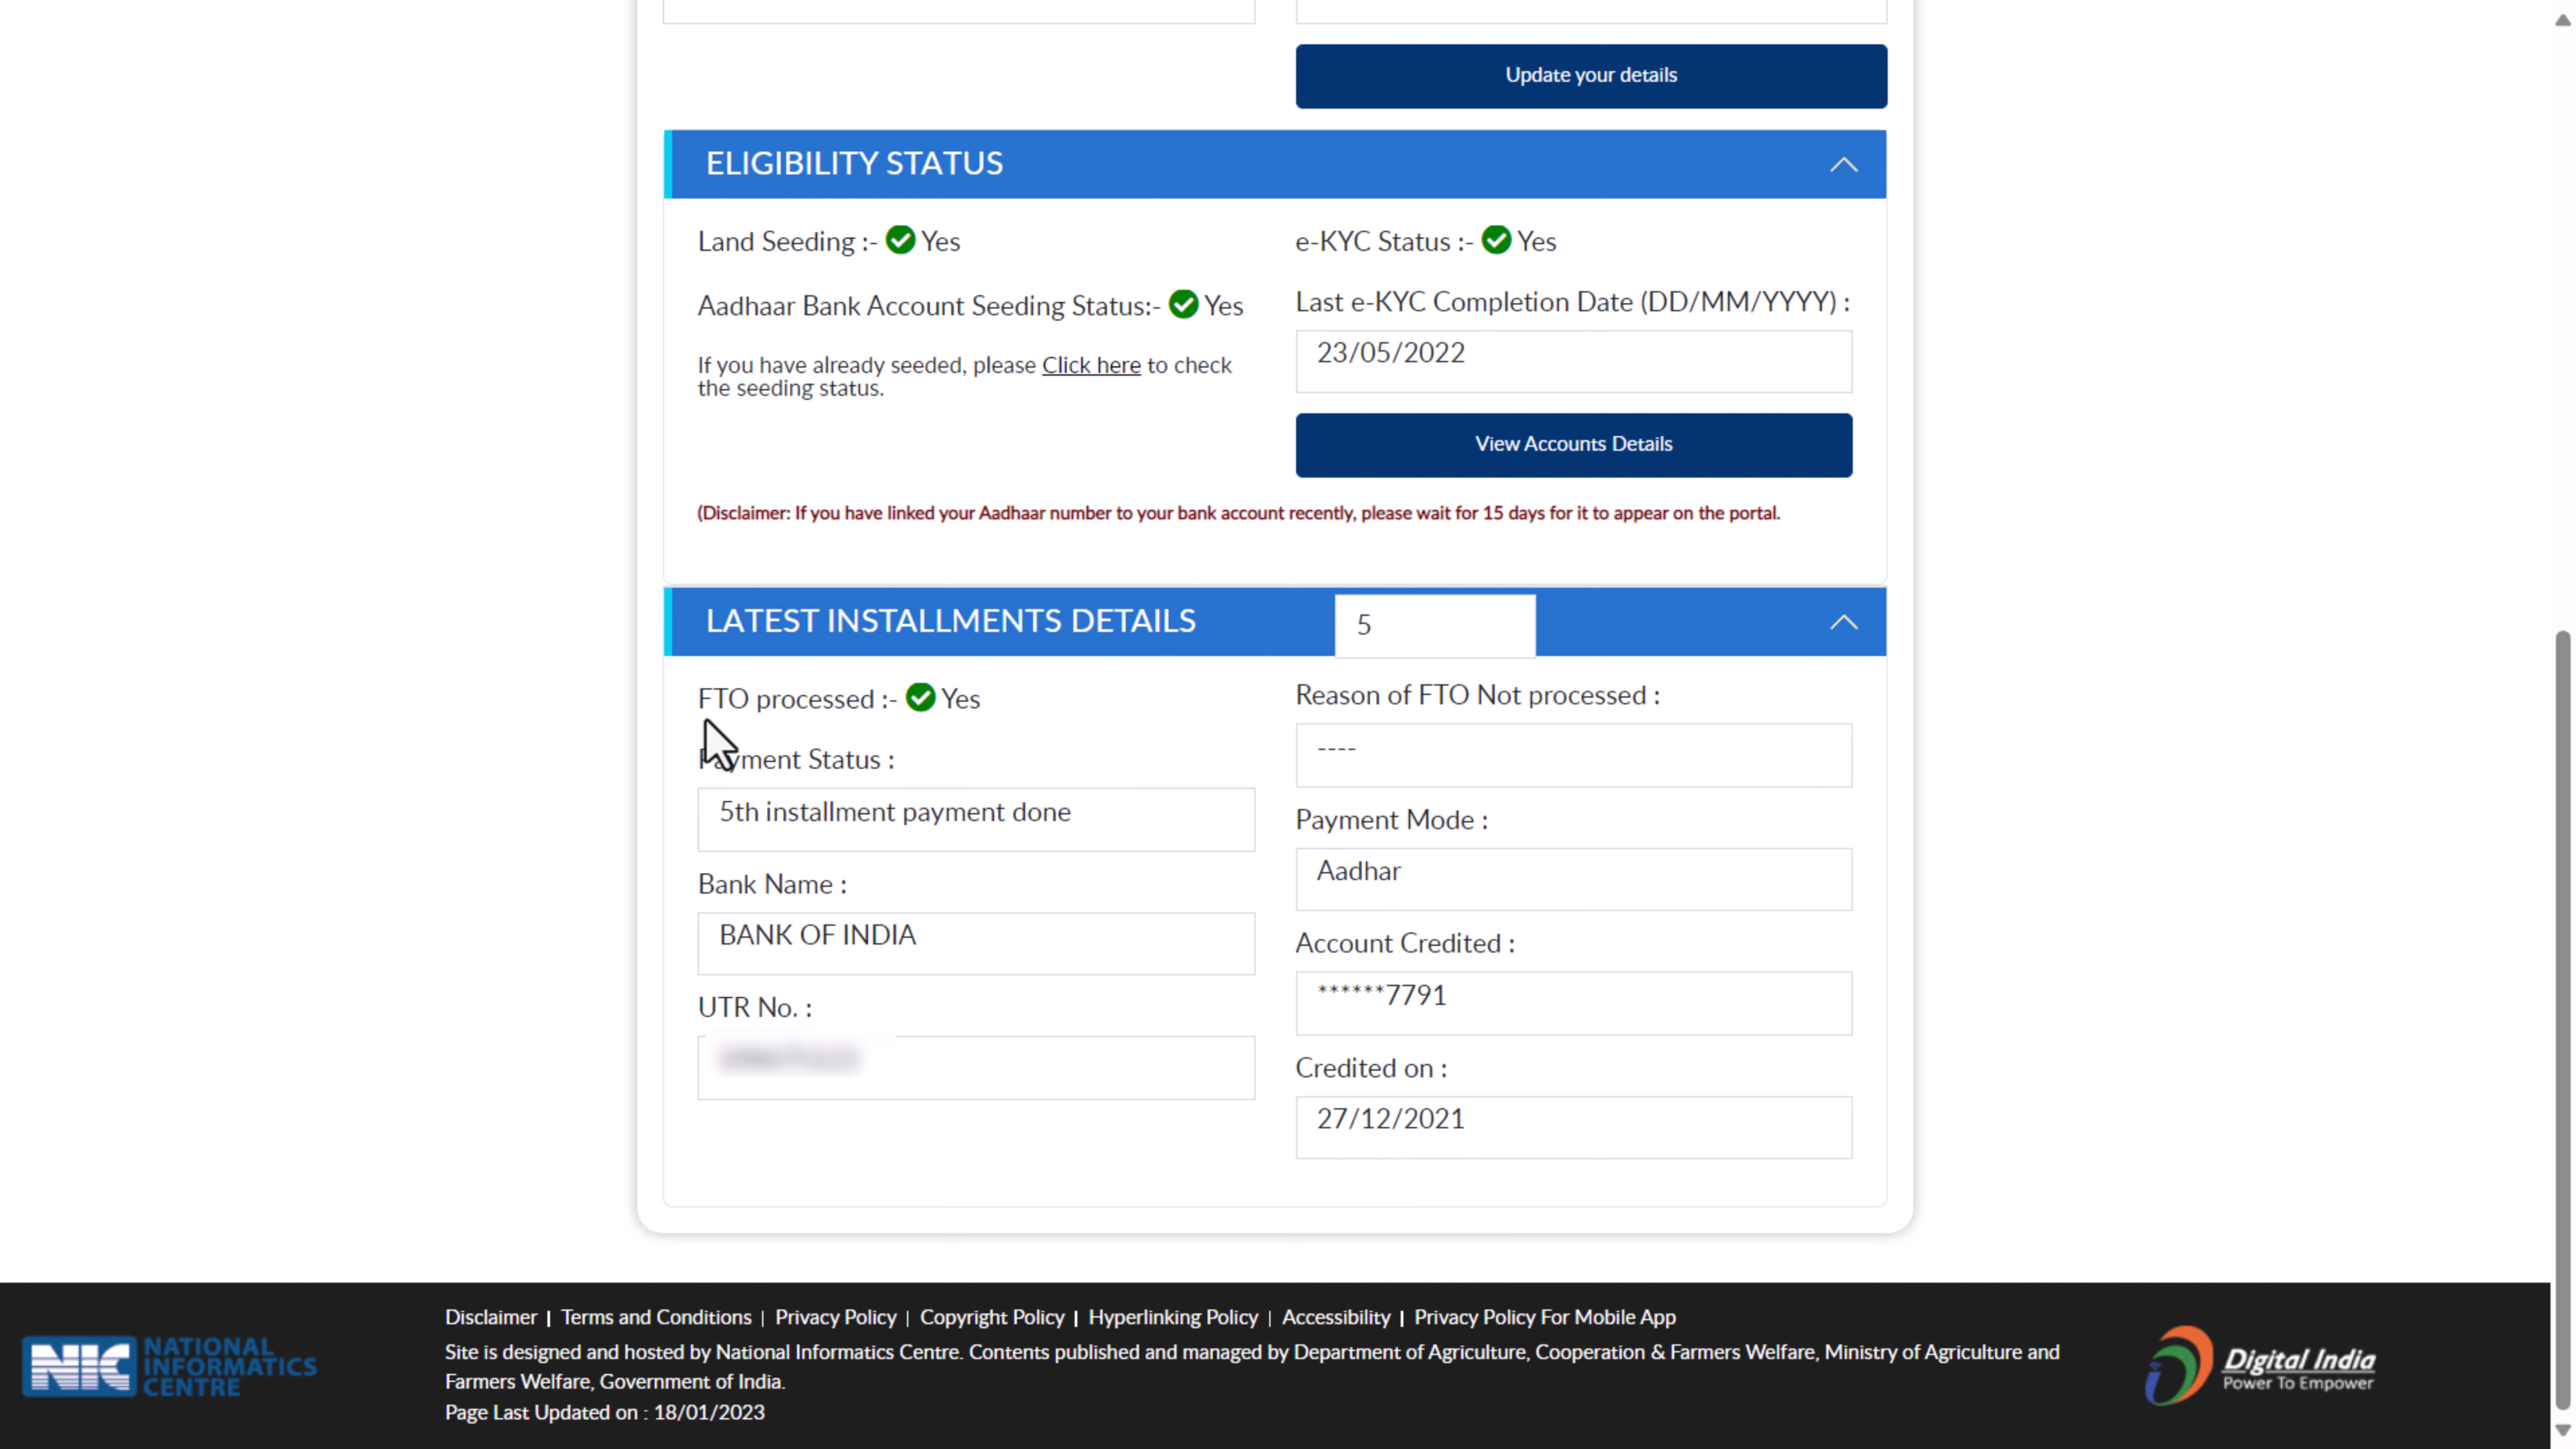 Update your details
ELIGIBILITY STATUS
Land Seeding :- Yes
e-KYC Status :- Yes
Aadhaar Bank Account Seeding Status:- Yes
Last e-KYC Completion Date (DD/MM/YYYY) :
23/05/2022
If you have already seeded, please Click here to check
the seeding status.
View Accounts Details
(Disclaimer: If you have linked your Aadhaar number to your bank account recently, please wait for 15 days for it to appear on the portal.
LATEST INSTALLMENTS DETAILS
5
FTO processed :- Yes
Reason of FTO Not processed :
----
Payment Status :
5th installment payment done
Payment Mode :
Aadhar
Bank Name :
BANK OF INDIA
Account Credited :
******7791
UTR No. :
Credited on :
27/12/2021
Disclaimer | Terms and Conditions | Privacy Policy | Copyright Policy | Hyperlinking Policy | Accessibility | Privacy Policy For Mobile App
Site is designed and hosted by National Informatics Centre. Contents published and managed by Department of Agriculture, Cooperation & Farmers Welfare, Ministry of Agriculture and
Farmers Welfare, Government of India.
Page Last Updated on : 18/01/2023
NIC
NATIONAL
INFORMATICS
CENTRE
Digital India
Power To Empower